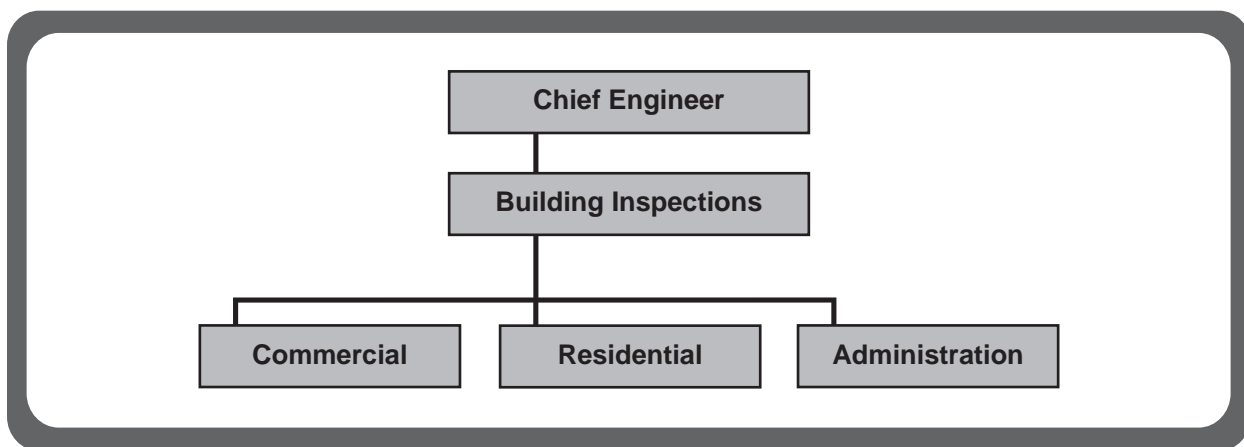 Chief Engineer
Building Inspections
Commercial
Residential
Administration